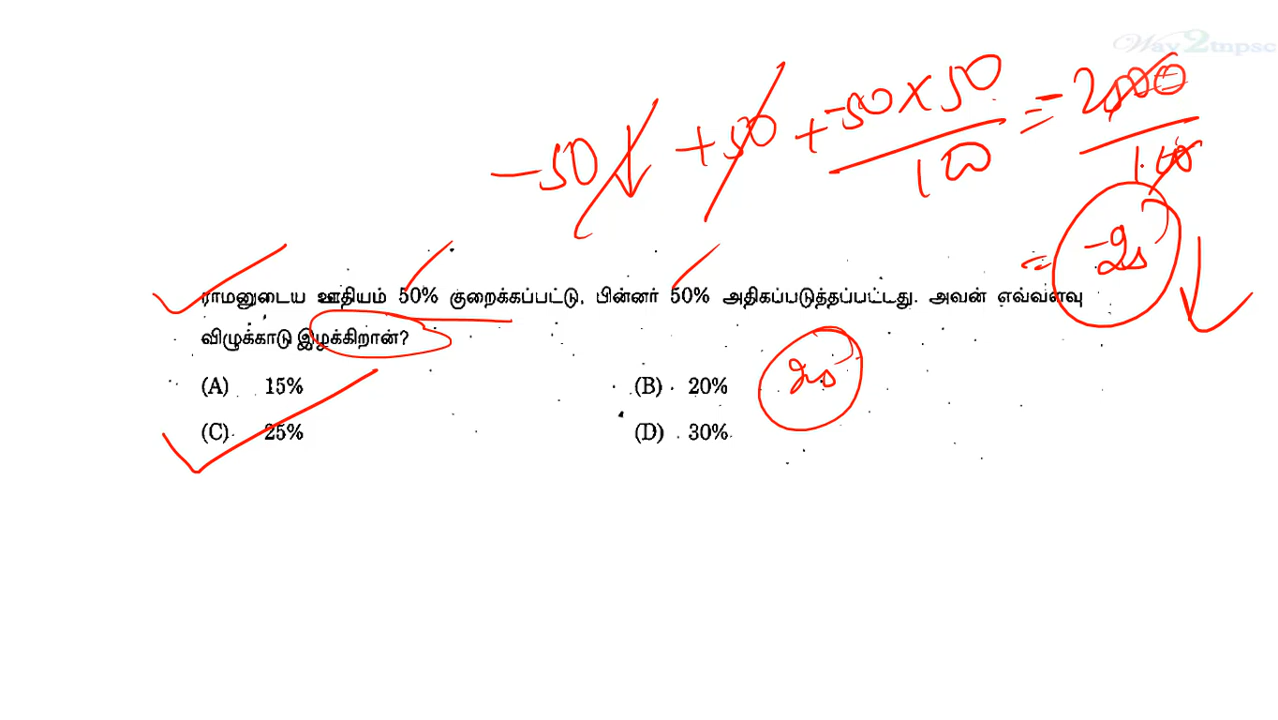 Way2tnpsc
-50↓ +50 + -50×50/100 = -2500/100
= -25
ராமனுடைய ஊதியம் 50% குறைக்கப்பட்டு, பின்னர் 50% அதிகப்படுத்தப்பட்டது. அவன் எவ்வளவு
விழுக்காடு இழக்கிறான்?
25
(A) 15% (B) 20%
(C) 25% (D) 30%